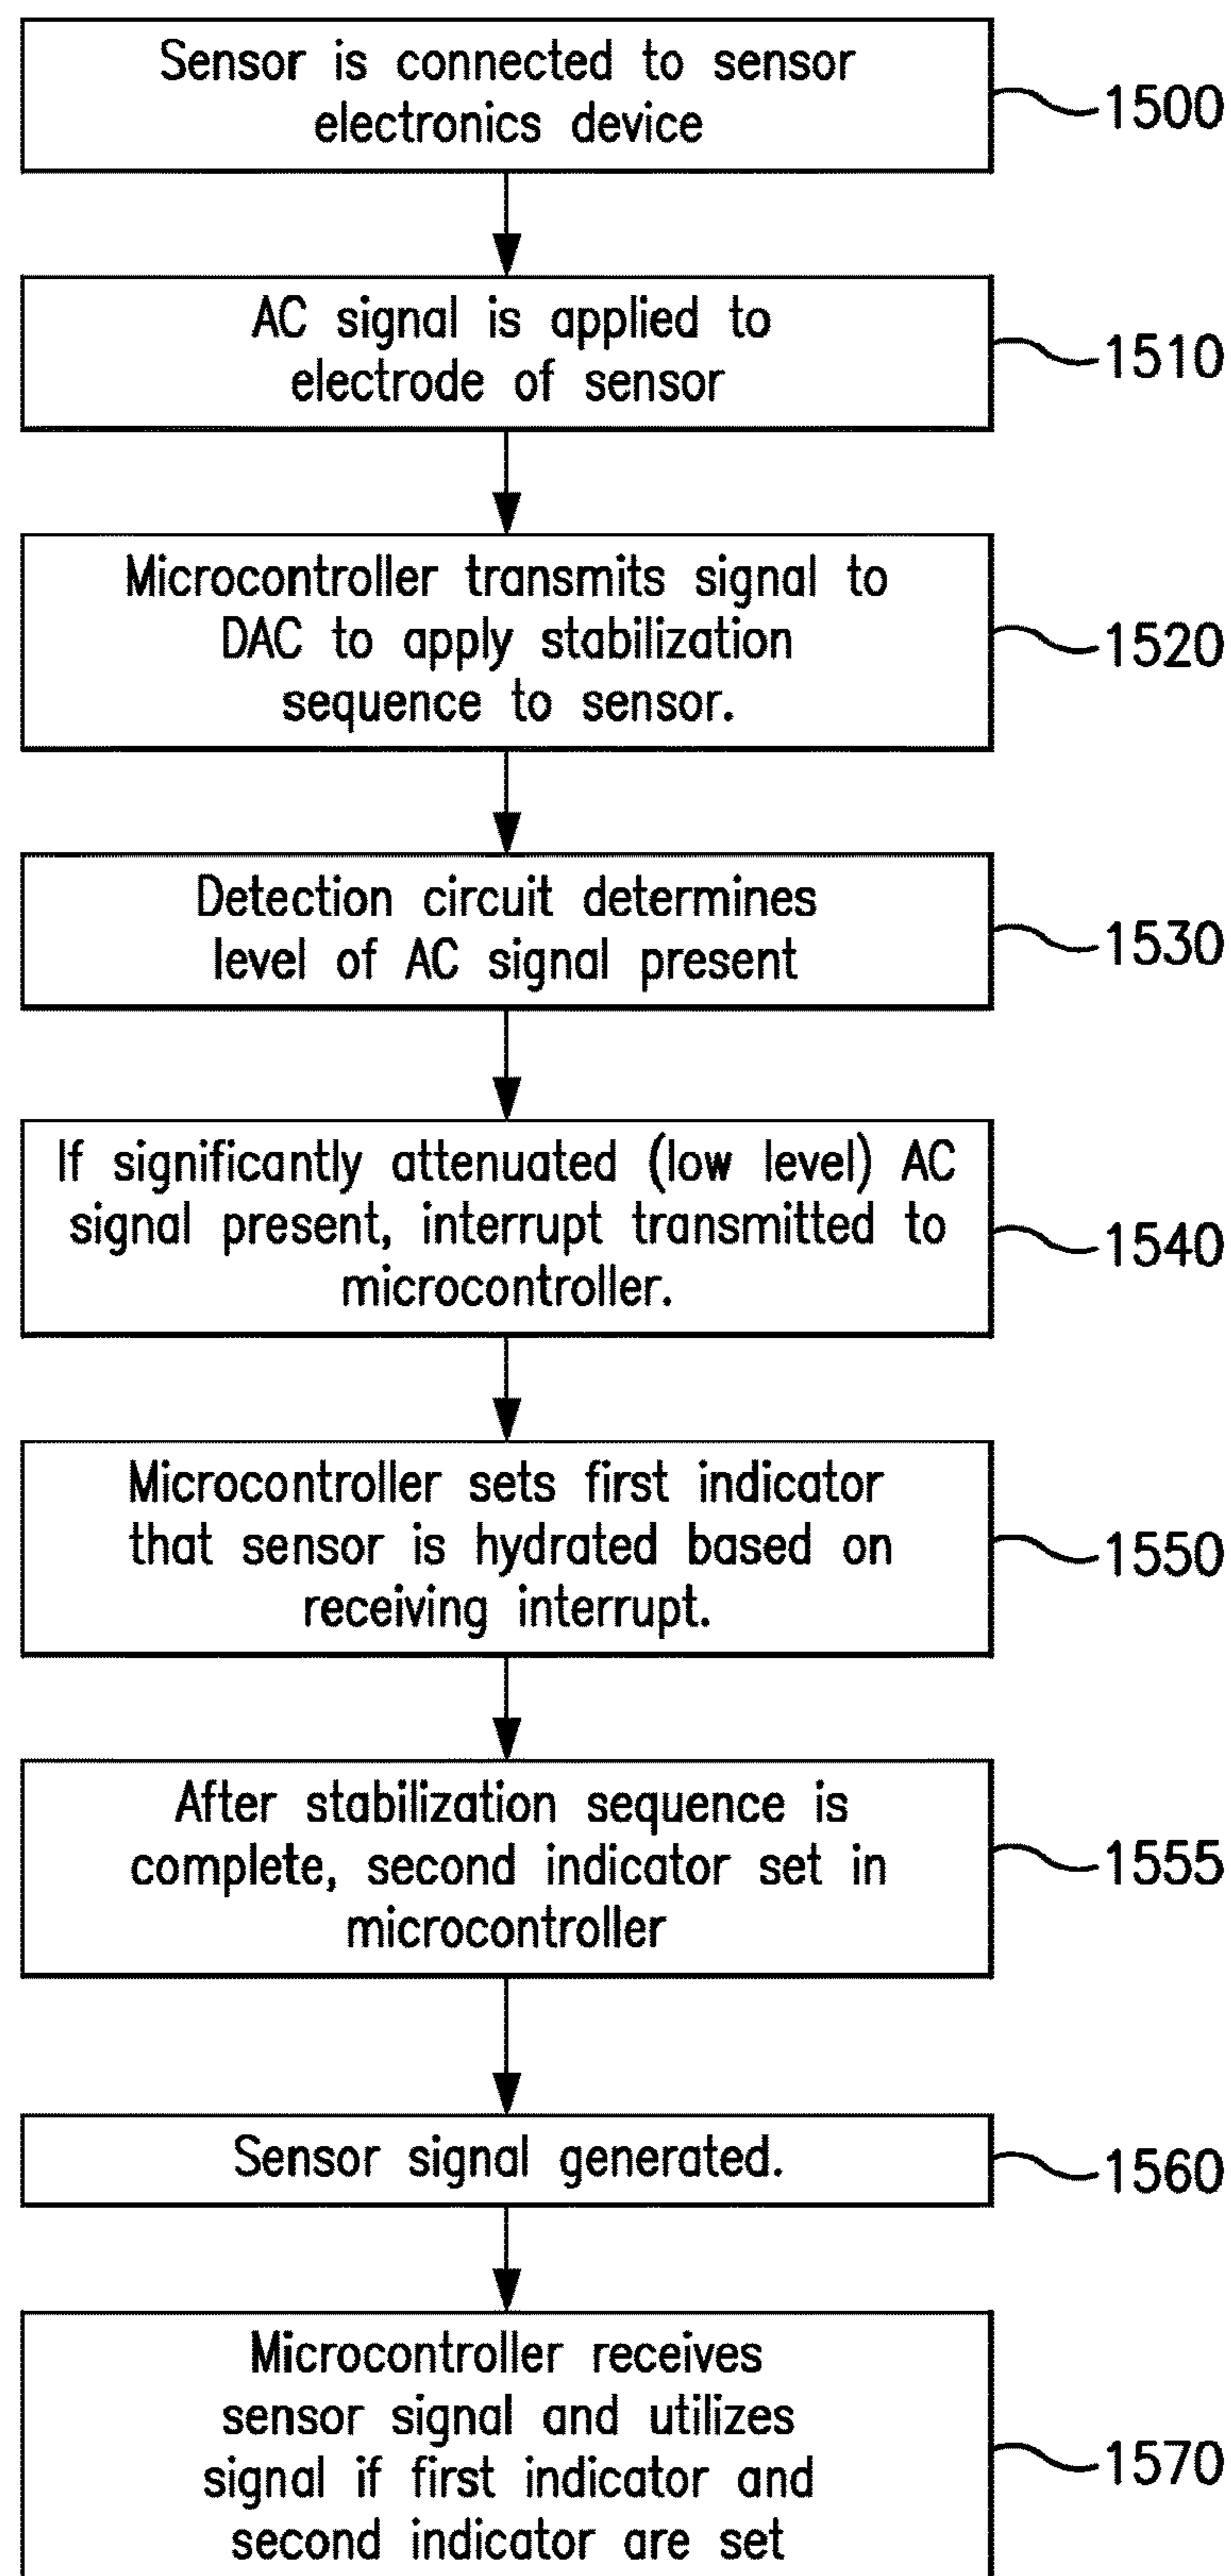 Sensor is connected to sensor
electronics device
1500
AC signal is applied to
electrode of sensor
1510
Microcontroller transmits signal to
DAC to apply stabilization
sequence to sensor.
1520
Detection circuit determines
level of AC signal present
1530
If significantly attenuated (low level) AC
signal present, interrupt transmitted to
microcontroller.
1540
Microcontroller sets first indicator
that sensor is hydrated based on
receiving interrupt.
1550
After stabilization sequence is
complete, second indicator set in
microcontroller
1555
Sensor signal generated.
1560
Microcontroller receives
sensor signal and utilizes
signal if first indicator and
second indicator are set
1570